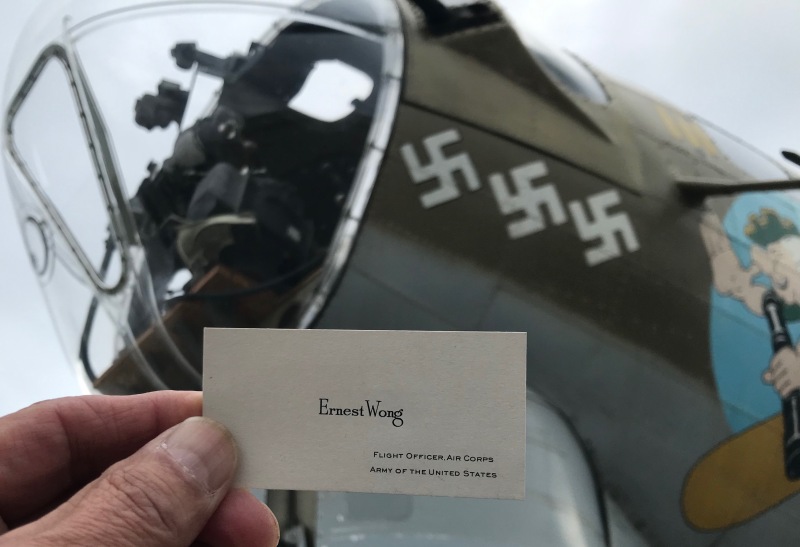 Ernest Wong
Flight Officer, Air Corps
Army of the United States